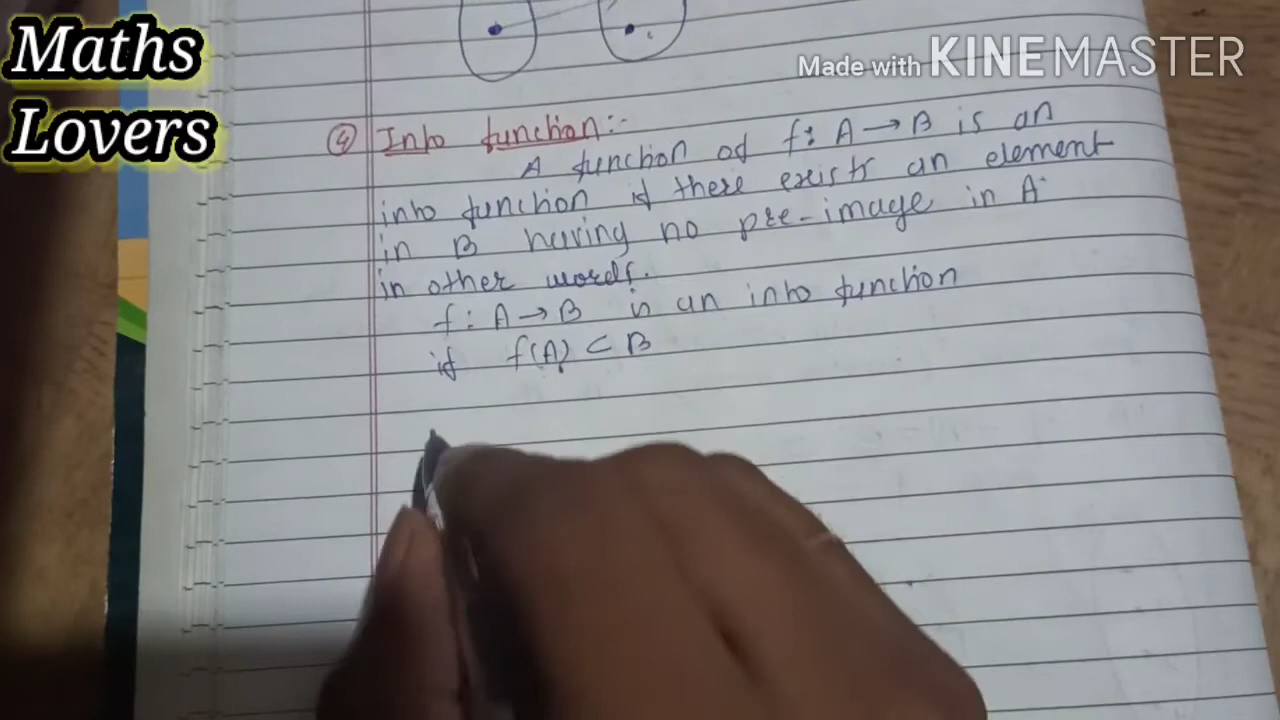 Maths
Lovers
Made with KINEMASTER
④ Into function:-
A function of f: A → B is an
into function if there exists an element
in B having no pre-image in A.
in other words.
f: A → B is an into function
if f(A) ⊂ B